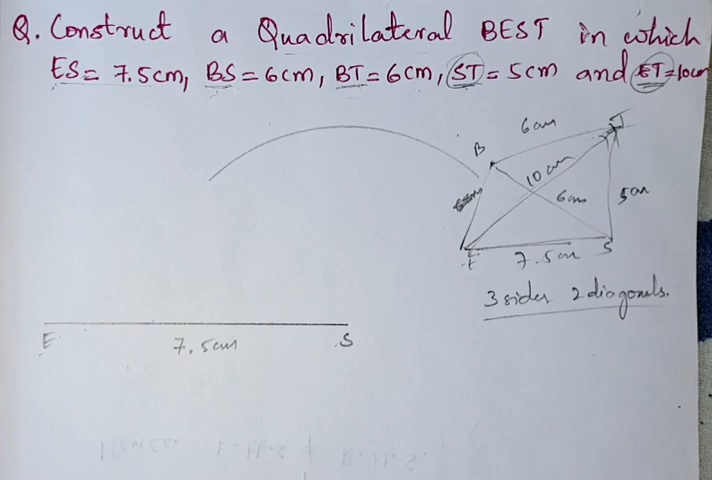 Q. Construct a Quadrilateral BEST in which
ES = 7.5cm, BS = 6cm, BT = 6cm, ST = 5cm and ET = 10cm
6cm
T
B
10 cm
6cm
5cm
E
7.5cm
S
3 sides 2 diagonals.
E
7.5cm
S